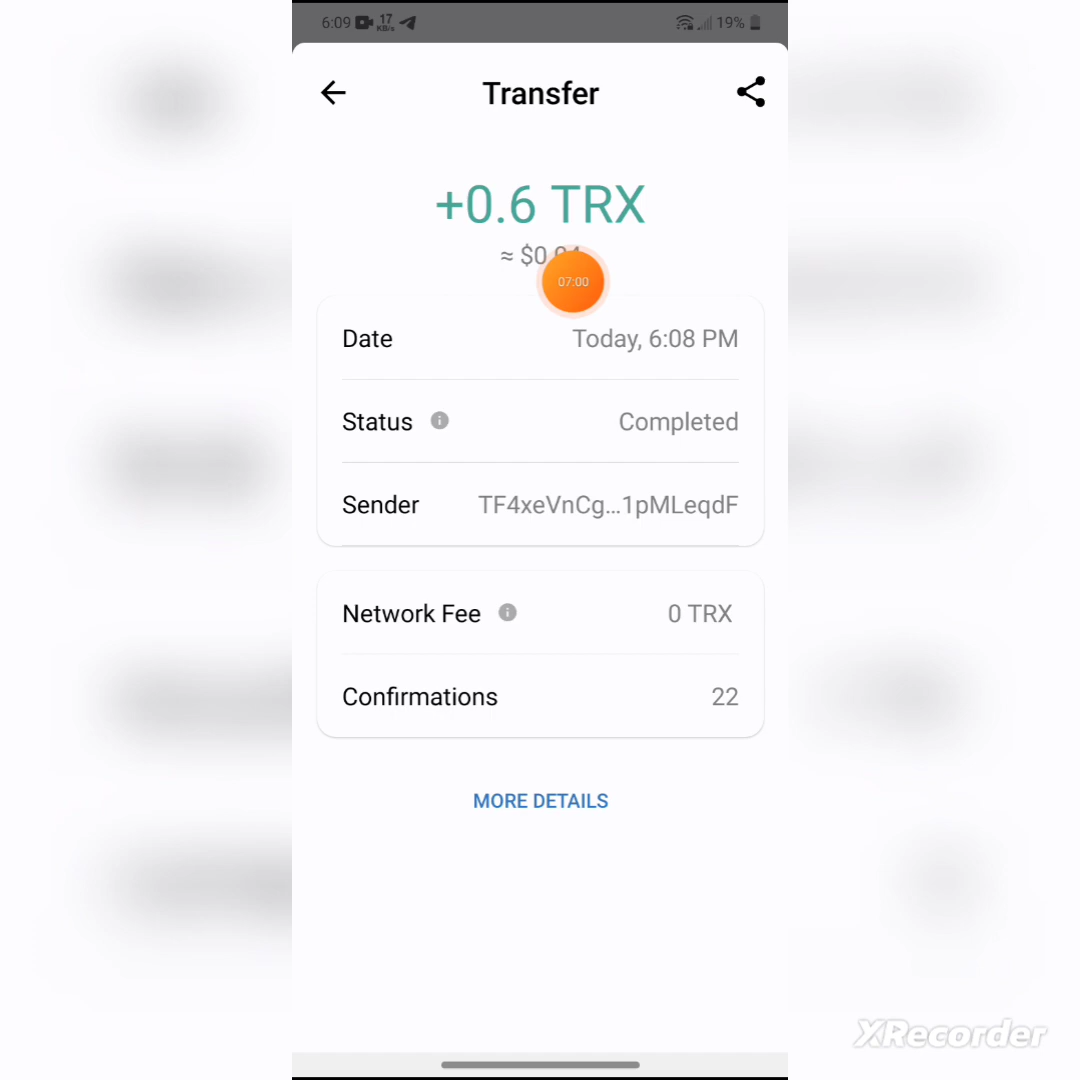 6:09 17 KB/s 19%
Transfer
+0.6 TRX
≈ $0
07:00
Date Today, 6:08 PM
Status Completed
Sender TF4xeVnCg...1pMLeqdF
Network Fee 0 TRX
Confirmations 22
MORE DETAILS
XRecorder